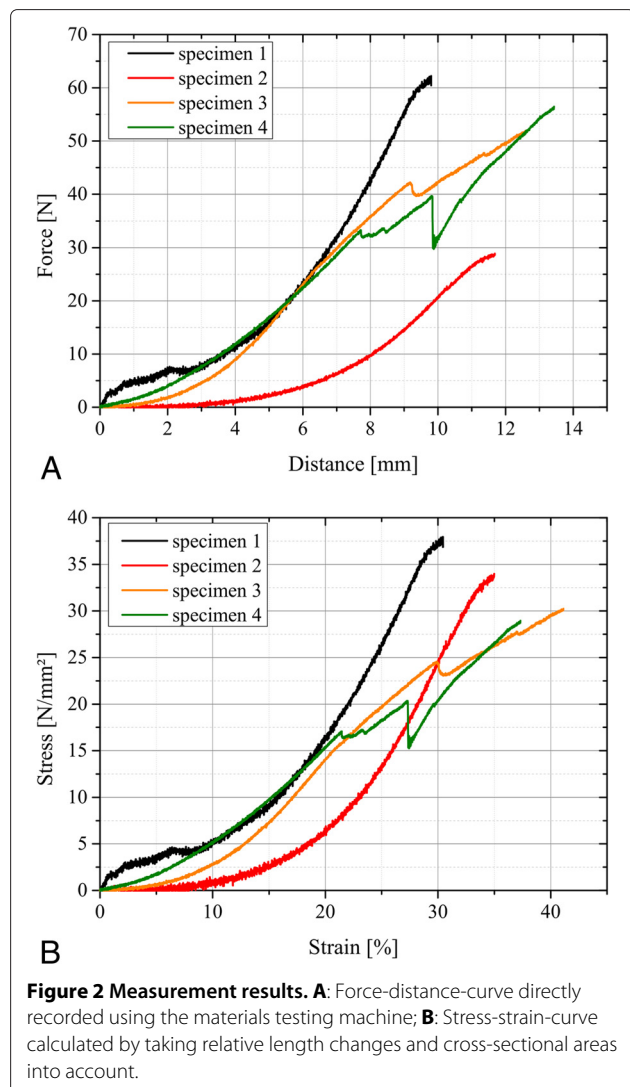 70
60
50
40
30
20
10
0
Force [N]
specimen 1
specimen 2
specimen 3
specimen 4
0 2 4 6 8 10 12 14
Distance [mm]
A
40
35
30
25
20
15
10
5
0
Stress [N/mm²]
specimen 1
specimen 2
specimen 3
specimen 4
0 10 20 30 40
Strain [%]
B
Figure 2 Measurement results. A: Force-distance-curve directly
recorded using the materials testing machine; B: Stress-strain-curve
calculated by taking relative length changes and cross-sectional areas
into account.